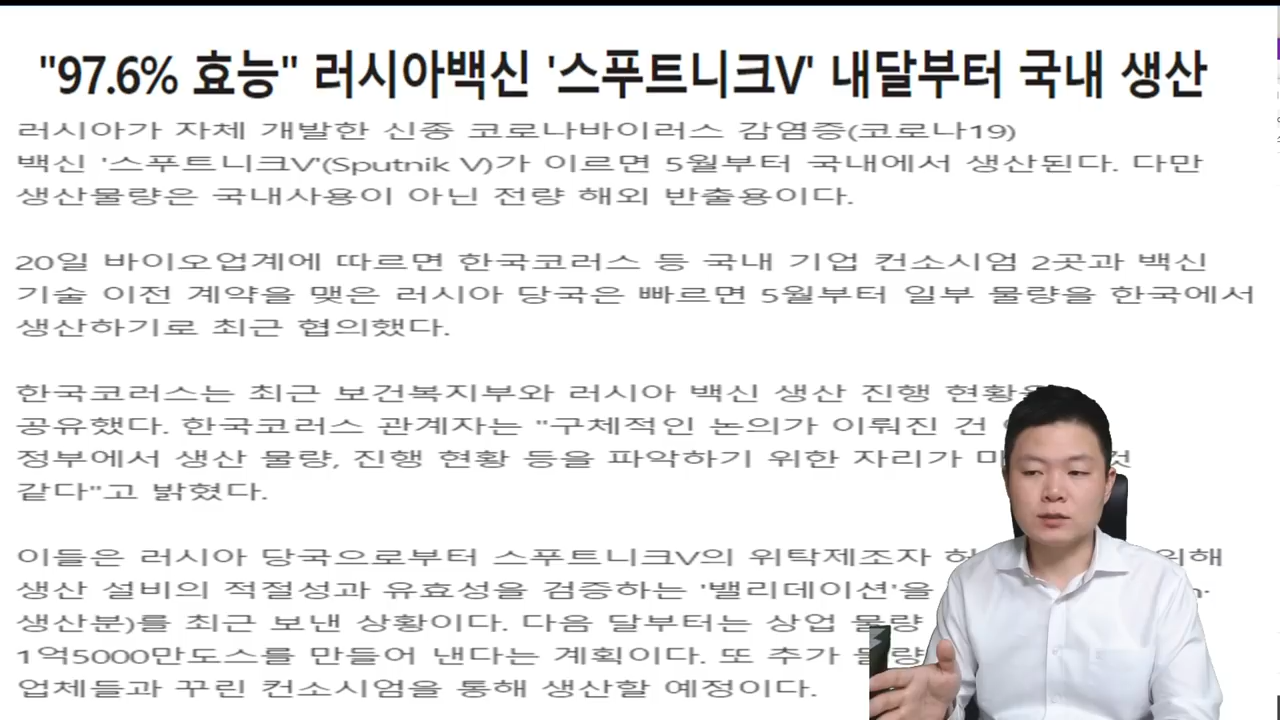 "97.6% 효능" 러시아백신 '스푸트니크V' 내달부터 국내 생산
러시아가 자체 개발한 신종 코로나바이러스 감염증(코로나19)
백신 '스푸트니크V'(Sputnik V)가 이르면 5월부터 국내에서 생산된다. 다만
생산물량은 국내사용이 아닌 전량 해외 반출용이다.
20일 바이오업계에 따르면 한국코러스 등 국내 기업 컨소시엄 2곳과 백신
기술 이전 계약을 맺은 러시아 당국은 빠르면 5월부터 일부 물량을 한국에서
생산하기로 최근 협의했다.
한국코러스는 최근 보건복지부와 러시아 백신 생산 진행 현황을
공유했다. 한국코러스 관계자는 "구체적인 논의가 이뤄진 건
정부에서 생산 물량, 진행 현황 등을 파악하기 위한 자리가 것
같다"고 밝혔다.
이들은 러시아 당국으로부터 스푸트니크V의 위탁제조자 위해
생산 설비의 적절성과 유효성을 검증하는 '밸리데이션'을
생산분)를 최근 보낸 상황이다. 다음 달부터는 상업 물량
1억5000만도스를 만들어 낸다는 계획이다. 또 추가 물량
업체들과 꾸린 컨소시엄을 통해 생산할 예정이다.